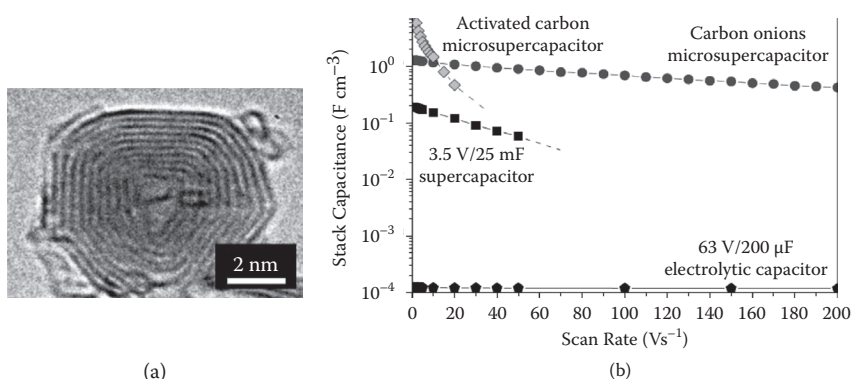 2 nm
(a)
Stack Capacitance (F cm⁻³)
10⁰
10⁻¹
10⁻²
10⁻³
10⁻⁴
Activated carbon
microsupercapacitor
Carbon onions
microsupercapacitor
3.5 V/25 mF
supercapacitor
63 V/200 µF
electrolytic capacitor
0 20 40 60 80 100 120 140 160 180 200
Scan Rate (Vs⁻¹)
(b)